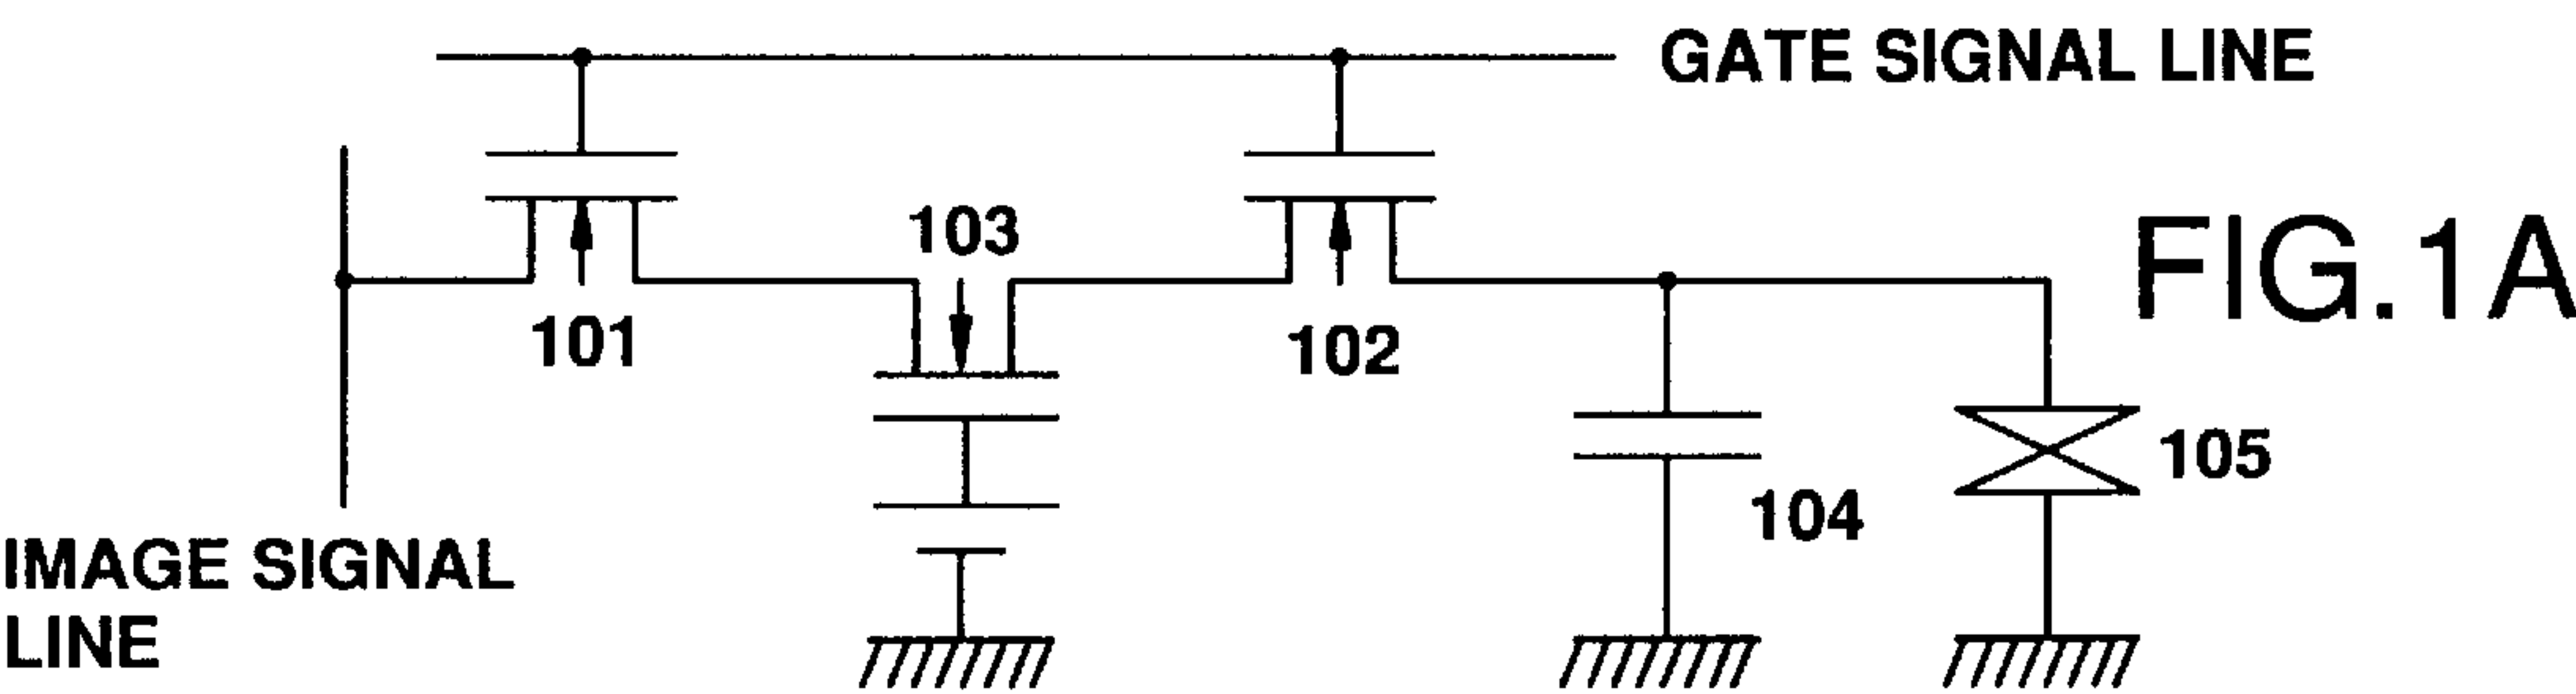 GATE SIGNAL LINE
103
FIG.1A
101
102
105
104
IMAGE SIGNAL
LINE